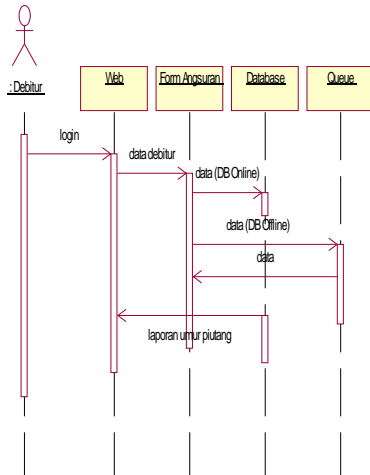 : Debitur
Web
Form Angsuran
Database
Queue
login
data debitur
data (DB Online)
data (DB Offline)
data
laporan umur piutang